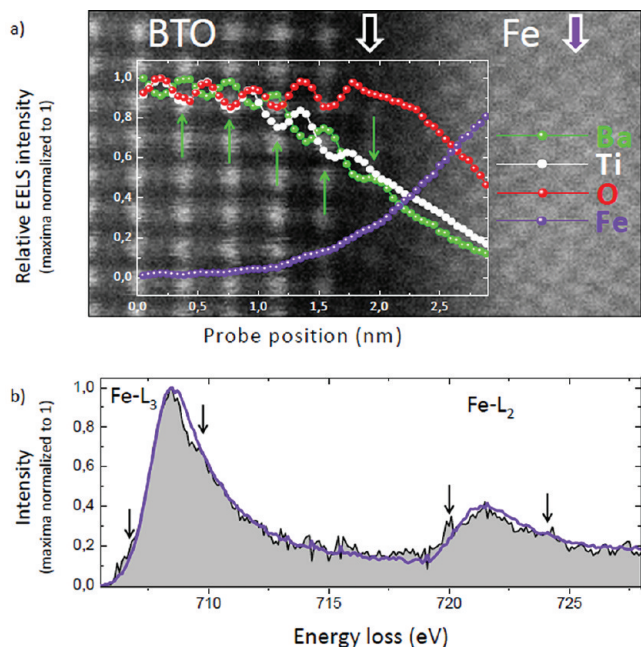 a)
BTO
Fe
Relative EELS intensity
(maxima normalized to 1)
1,0
0,8
0,6
0,4
0,2
0,0
0,0 0,5 1,0 1,5 2,0 2,5
Probe position (nm)
Ba
Ti
O
Fe
b)
Intensity
(maxima normalized to 1)
1,0
0,8
0,6
0,4
0,2
0,0
Fe-L3
Fe-L2
710 715 720 725
Energy loss (eV)